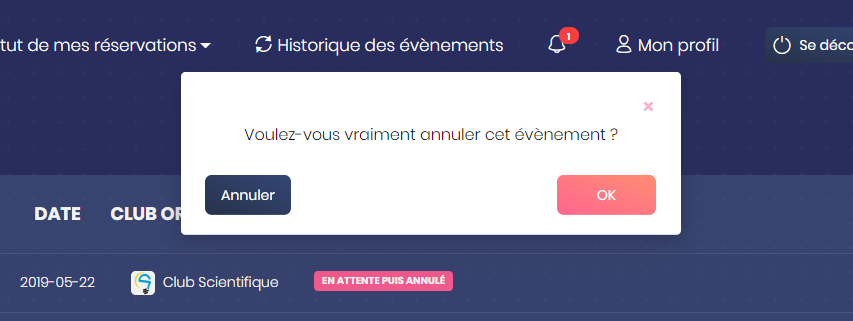 tut de mes réservations
Historique des évènements
1
Mon profil
Se déco
×
Voulez-vous vraiment annuler cet évènement ?
Annuler
OK
DATE
CLUB OR
2019-05-22
Club Scientifique
EN ATTENTE PUIS ANNULÉ